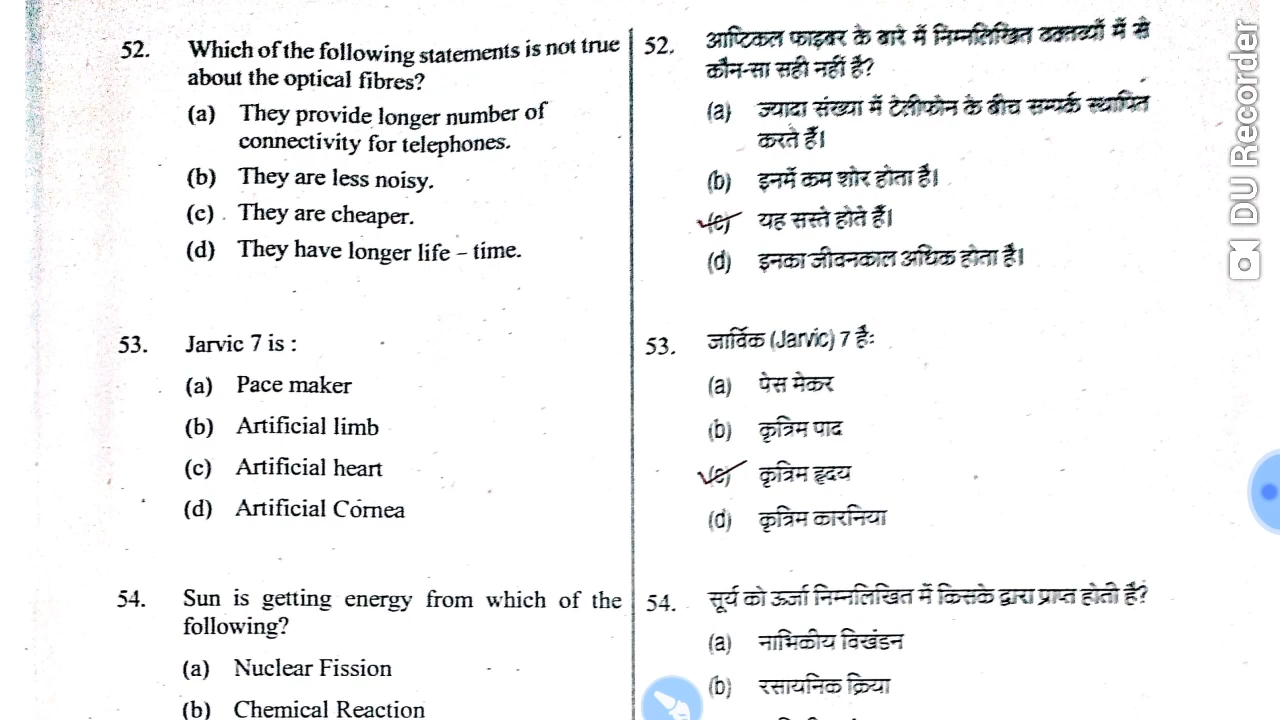 52. Which of the following statements is not true
about the optical fibres?
(a) They provide longer number of
connectivity for telephones.
(b) They are less noisy.
(c) They are cheaper.
(d) They have longer life – time.
53. Jarvic 7 is :
(a) Pace maker
(b) Artificial limb
(c) Artificial heart
(d) Artificial Cornea
54. Sun is getting energy from which of the
following?
(a) Nuclear Fission
(b) Chemical Reaction
52. आप्टिकल फाइबर के बारे में निम्नलिखित वक्तव्यों में से
कौन-सा सही नहीं है?
(a) ज्यादा संख्या में टेलीफोन के बीच सम्पर्क स्थापित
करते हैं।
(b) इनमें कम शोर होता है।
(c) यह सस्ते होते हैं।
(d) इनका जीवनकाल अधिक होता है।
53. जार्विक (Jarvic) 7 है:
(a) पेस मेकर
(b) कृत्रिम पाद
(c) कृत्रिम हृदय
(d) कृत्रिम कारनिया
54. सूर्य को ऊर्जा निम्नलिखित में किसके द्वारा प्राप्त होती है?
(a) नाभिकीय विखंडन
(b) रसायनिक क्रिया
DU Recorder